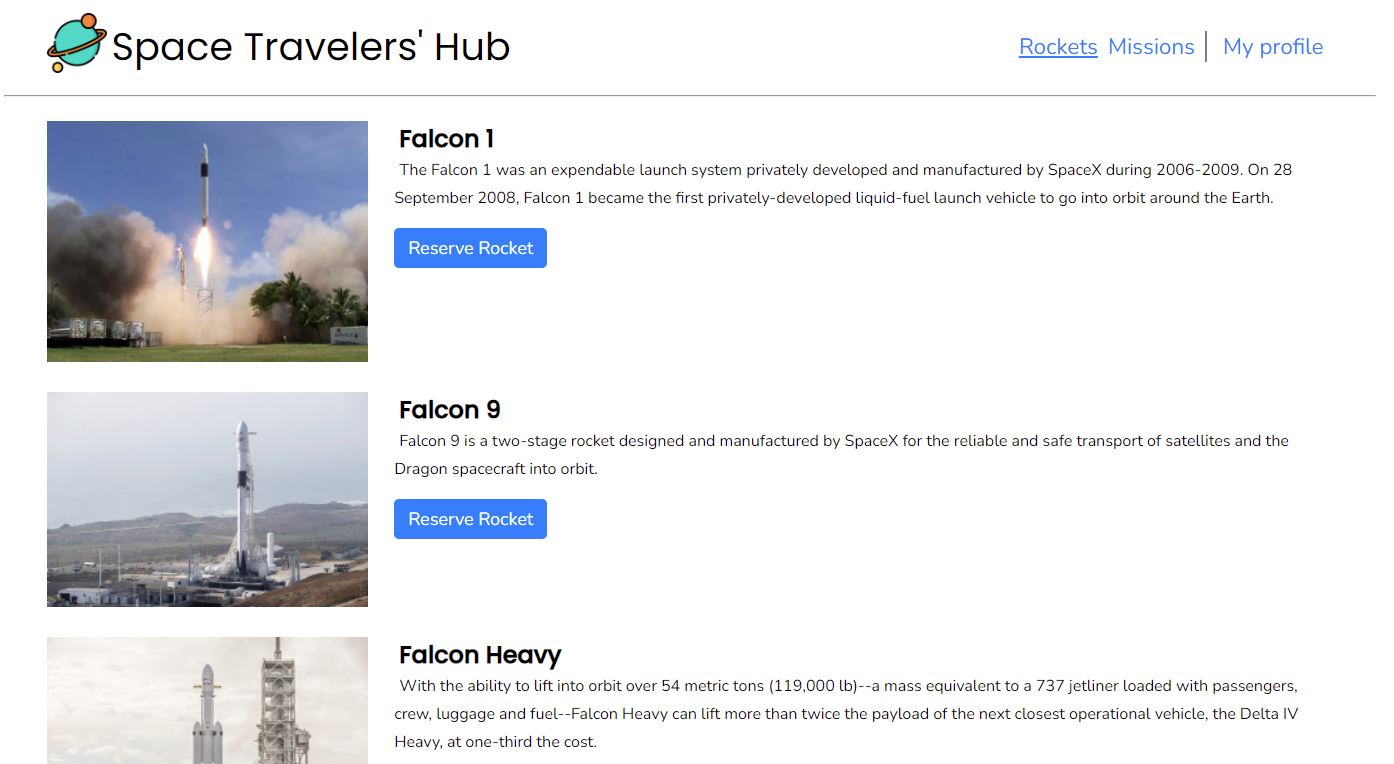 Space Travelers' Hub
Rockets Missions My profile
Falcon 1
The Falcon 1 was an expendable launch system privately developed and manufactured by SpaceX during 2006-2009. On 28
September 2008, Falcon 1 became the first privately-developed liquid-fuel launch vehicle to go into orbit around the Earth.
Reserve Rocket
Falcon 9
Falcon 9 is a two-stage rocket designed and manufactured by SpaceX for the reliable and safe transport of satellites and the
Dragon spacecraft into orbit.
Reserve Rocket
Falcon Heavy
With the ability to lift into orbit over 54 metric tons (119,000 lb)--a mass equivalent to a 737 jetliner loaded with passengers,
crew, luggage and fuel--Falcon Heavy can lift more than twice the payload of the next closest operational vehicle, the Delta IV
Heavy, at one-third the cost.